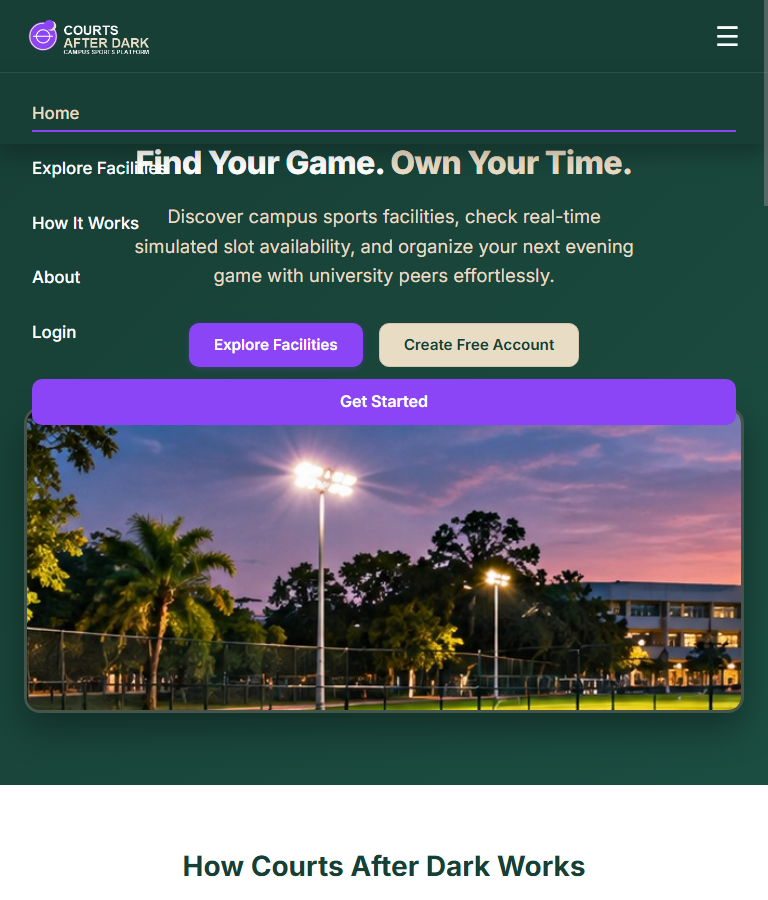 COURTS
AFTER DARK
CAMPUS SPORTS PLATFORM
☰
Home
Explore Facilities
Find Your Game. Own Your Time.
How It Works
Discover campus sports facilities, check real-time
simulated slot availability, and organize your next evening
game with university peers effortlessly.
About
Login
Explore Facilities
Create Free Account
Get Started
How Courts After Dark Works